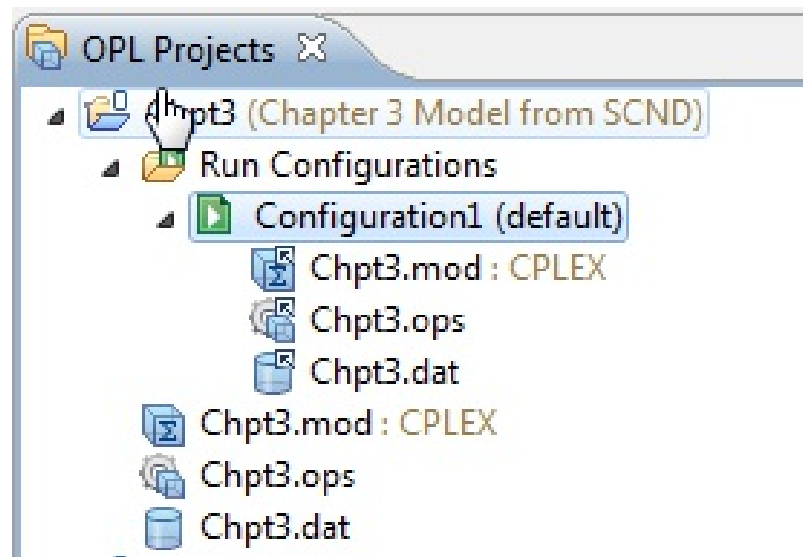 OPL Projects
Chpt3 (Chapter 3 Model from SCND)
Run Configurations
Configuration1 (default)
Chpt3.mod : CPLEX
Chpt3.ops
Chpt3.dat
Chpt3.mod : CPLEX
Chpt3.ops
Chpt3.dat